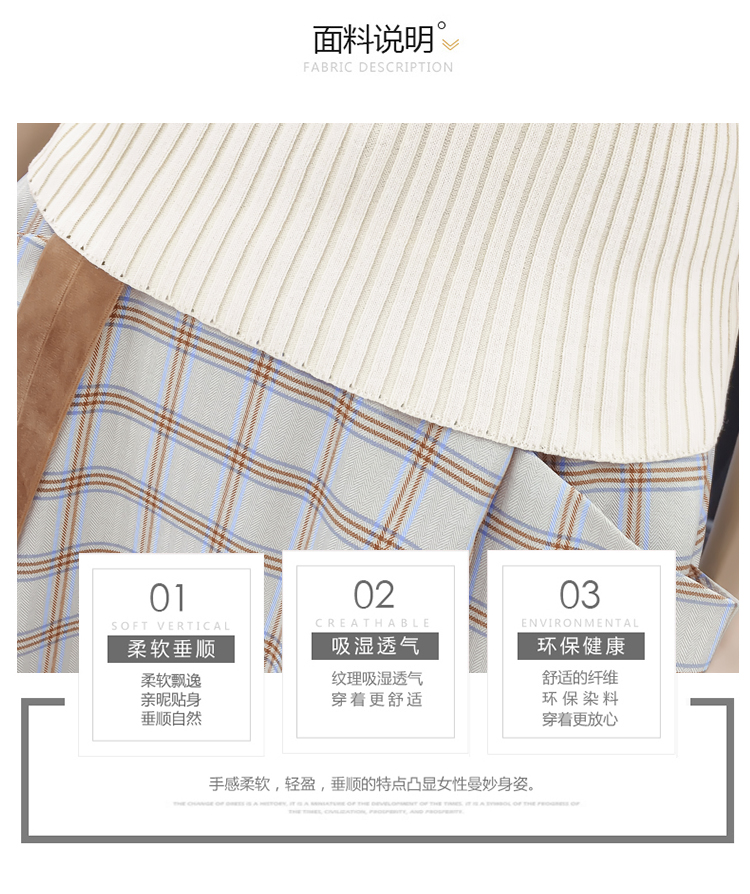 面料说明
FABRIC DESCRIPTION
01
SOFT VERTICAL
柔软垂顺
柔软飘逸
亲昵贴身
垂顺自然
02
CREATHABLE
吸湿透气
纹理吸湿透气
穿着更舒适
03
ENVIRONMENTAL
环保健康
舒适的纤维
环保染料
穿着更放心
手感柔软，轻盈，垂顺的特点凸显女性曼妙身姿。
THE CHANGE OF DRESS IS A HISTORY, IT IS A MINIATURE OF THE DEVELOPMENT OF THE TIMES. IT IS A SYMBOL OF THE PROGRESS OF
THE TIMES, CIVILIZATION, PROSPERITY, AND PROSPERITY.